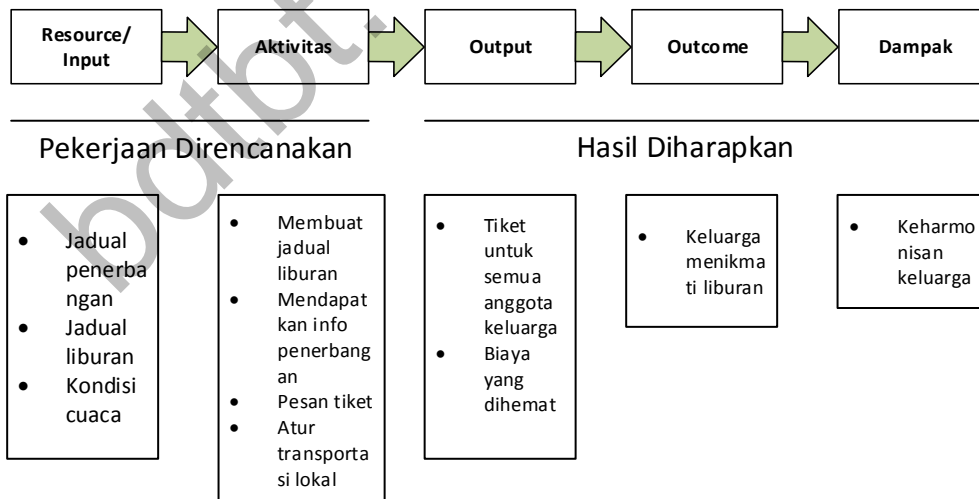 Resource/
Input
Aktivitas
Output
Outcome
Dampak
Pekerjaan Direncanakan
Hasil Diharapkan
• Jadual
penerba
ngan
• Jadual
liburan
• Kondisi
cuaca
• Membuat
jadual
liburan
• Mendapat
kan info
penerbang
an
• Pesan tiket
• Atur
transporta
si lokal
• Tiket
untuk
semua
anggota
keluarga
• Biaya
yang
dihemat
• Keluarga
menikma
ti liburan
• Keharmo
nisan
keluarga
bdtbt.